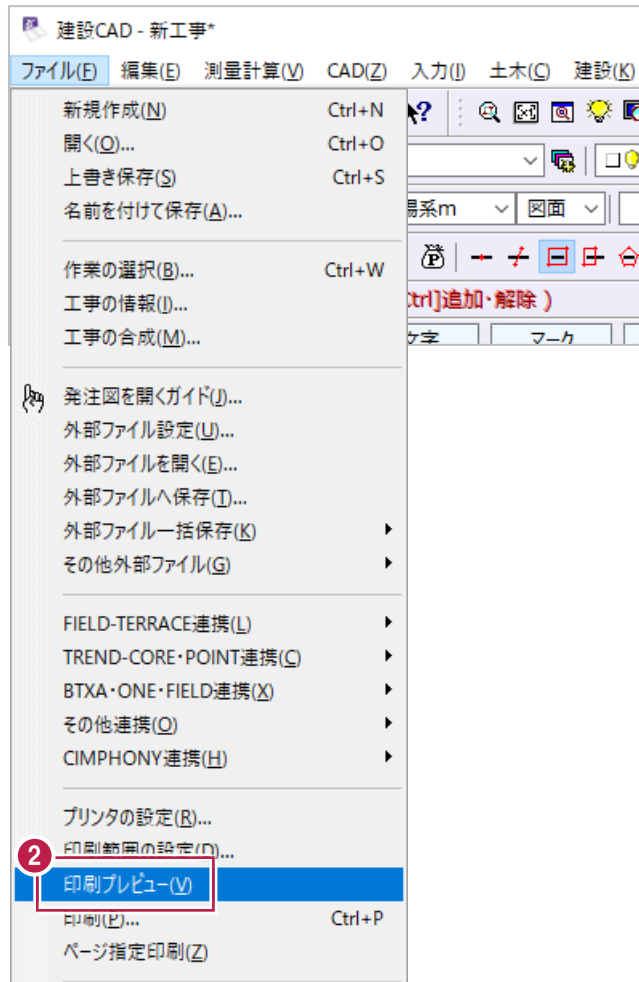 建設CAD - 新工事*
ファイル(F) 編集(E) 測量計算(V) CAD(Z) 入力(I) 土木(C) 建設(K)
新規作成(N) Ctrl+N
開く(O)... Ctrl+O
上書き保存(S) Ctrl+S
名前を付けて保存(A)...
場系m 図面
作業の選択(B)... Ctrl+W
工事の情報(I)...
Ctrl]追加・解除 )
工事の合成(M)...
文字 マーク
発注図を開くガイド(J)...
外部ファイル設定(U)...
外部ファイルを開く(E)...
外部ファイルへ保存(T)...
外部ファイル一括保存(K)
その他外部ファイル(G)
FIELD-TERRACE連携(L)
TREND-CORE・POINT連携(C)
BTXA・ONE・FIELD連携(X)
その他連携(O)
CIMPHONY連携(H)
プリンタの設定(R)...
印刷範囲の設定(D)...
2
印刷プレビュー(V)
印刷(P)... Ctrl+P
ページ指定印刷(Z)